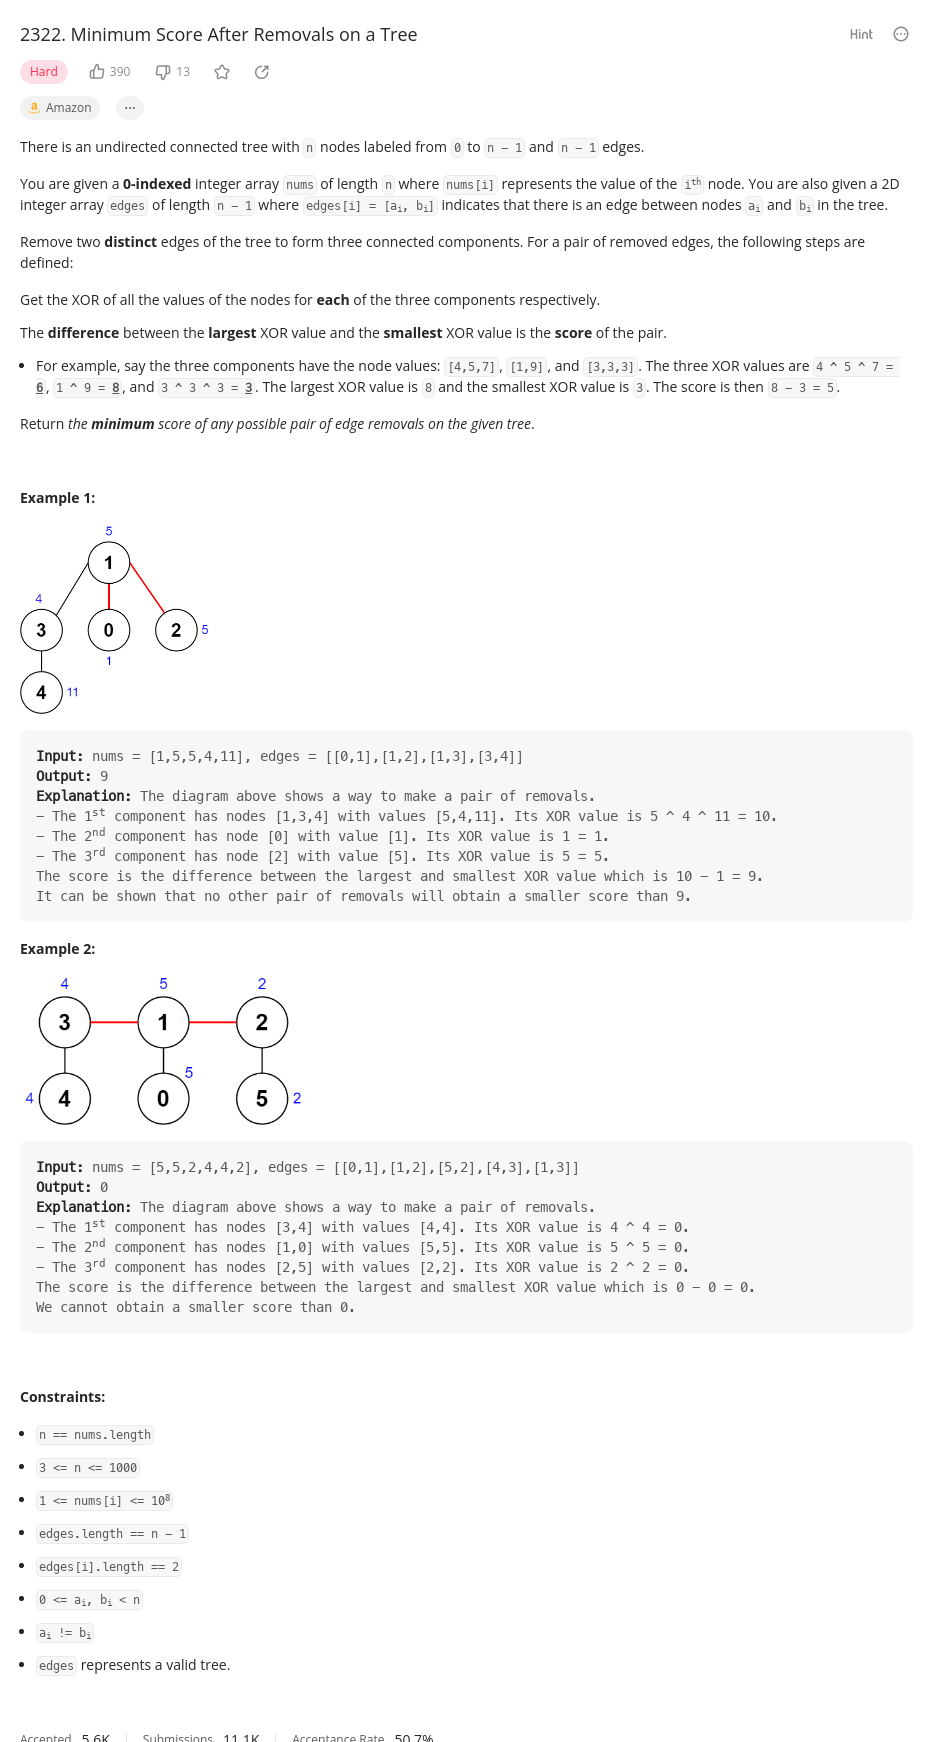 2322. Minimum Score After Removals on a Tree
Hint
Hard 390 13
Amazon ···
There is an undirected connected tree with n nodes labeled from 0 to n - 1 and n - 1 edges.
You are given a 0-indexed integer array nums of length n where nums[i] represents the value of the iᵗʰ node. You are also given a 2D
integer array edges of length n - 1 where edges[i] = [aᵢ, bᵢ] indicates that there is an edge between nodes aᵢ and bᵢ in the tree.
Remove two distinct edges of the tree to form three connected components. For a pair of removed edges, the following steps are
defined:
Get the XOR of all the values of the nodes for each of the three components respectively.
The difference between the largest XOR value and the smallest XOR value is the score of the pair.
• For example, say the three components have the node values: [4,5,7], [1,9], and [3,3,3]. The three XOR values are 4 ^ 5 ^ 7 =
6, 1 ^ 9 = 8, and 3 ^ 3 ^ 3 = 3. The largest XOR value is 8 and the smallest XOR value is 3. The score is then 8 - 3 = 5.
Return the minimum score of any possible pair of edge removals on the given tree.
Example 1:
5
1
4
3 0 2 5
1
4 11
Input: nums = [1,5,5,4,11], edges = [[0,1],[1,2],[1,3],[3,4]]
Output: 9
Explanation: The diagram above shows a way to make a pair of removals.
- The 1ˢᵗ component has nodes [1,3,4] with values [5,4,11]. Its XOR value is 5 ^ 4 ^ 11 = 10.
- The 2ⁿᵈ component has node [0] with value [1]. Its XOR value is 1 = 1.
- The 3ʳᵈ component has node [2] with value [5]. Its XOR value is 5 = 5.
The score is the difference between the largest and smallest XOR value which is 10 - 1 = 9.
It can be shown that no other pair of removals will obtain a smaller score than 9.
Example 2:
4 5 2
3 1 2
5
4 4 0 5 2
Input: nums = [5,5,2,4,4,2], edges = [[0,1],[1,2],[5,2],[4,3],[1,3]]
Output: 0
Explanation: The diagram above shows a way to make a pair of removals.
- The 1ˢᵗ component has nodes [3,4] with values [4,4]. Its XOR value is 4 ^ 4 = 0.
- The 2ⁿᵈ component has nodes [1,0] with values [5,5]. Its XOR value is 5 ^ 5 = 0.
- The 3ʳᵈ component has nodes [2,5] with values [2,2]. Its XOR value is 2 ^ 2 = 0.
The score is the difference between the largest and smallest XOR value which is 0 - 0 = 0.
We cannot obtain a smaller score than 0.
Constraints:
• n == nums.length
• 3 <= n <= 1000
• 1 <= nums[i] <= 10⁸
• edges.length == n - 1
• edges[i].length == 2
• 0 <= aᵢ, bᵢ < n
• aᵢ != bᵢ
• edges represents a valid tree.
Accepted 5.6K Submissions 11.1K Acceptance Rate 50.7%